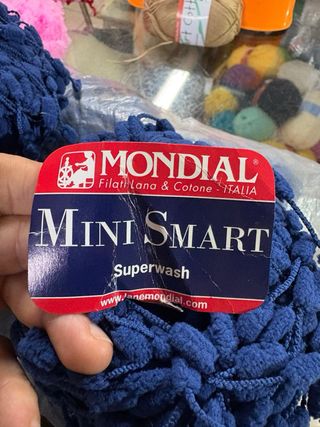 MONDIAL®
Filati Lana & Cotone - ITALIA
MINI SMART
Superwash
www.lanemondial.com